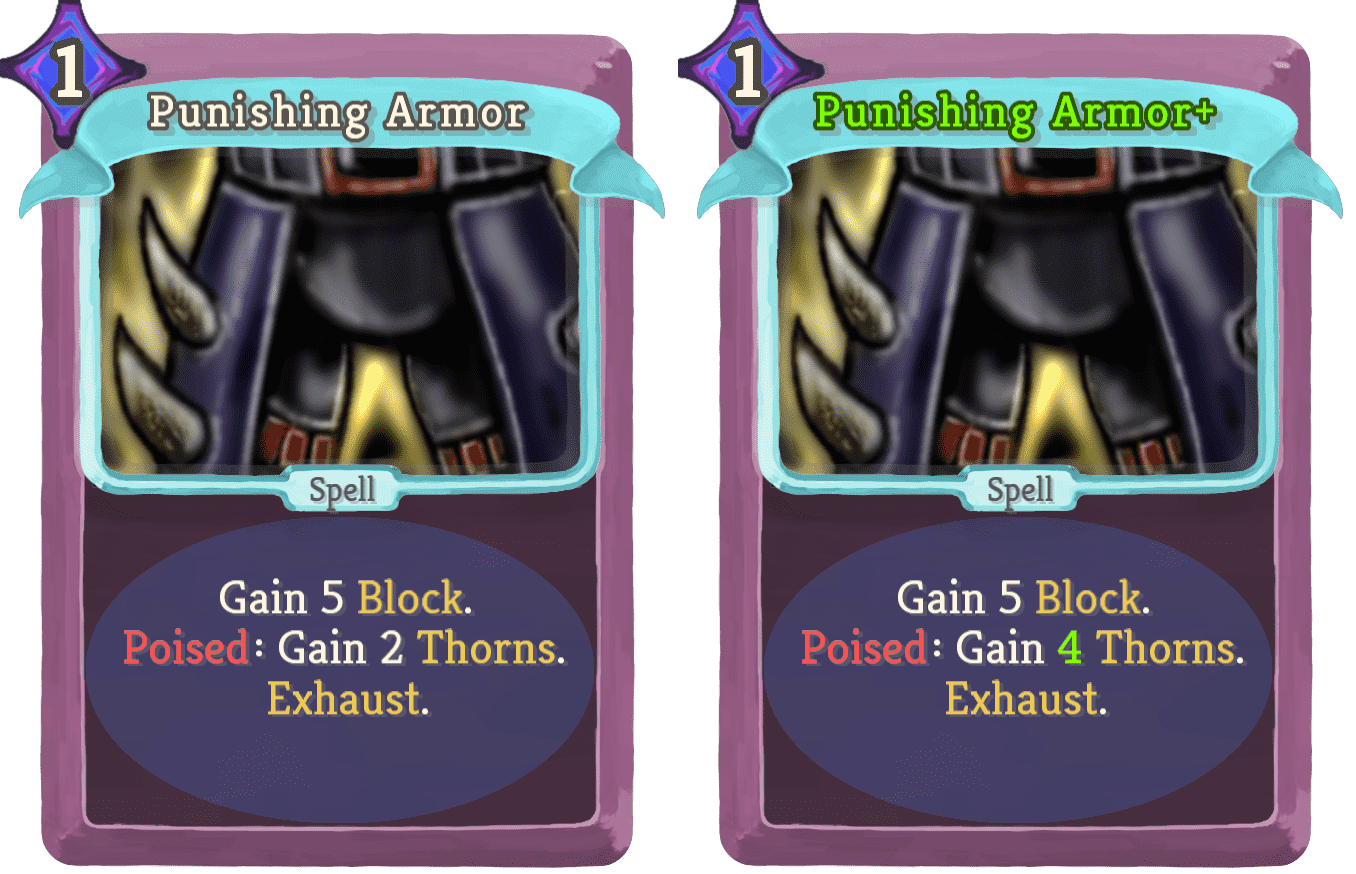 1
Punishing Armor
Spell
Gain 5 Block.
Poised: Gain 2 Thorns.
Exhaust.
1
Punishing Armor+
Spell
Gain 5 Block.
Poised: Gain 4 Thorns.
Exhaust.